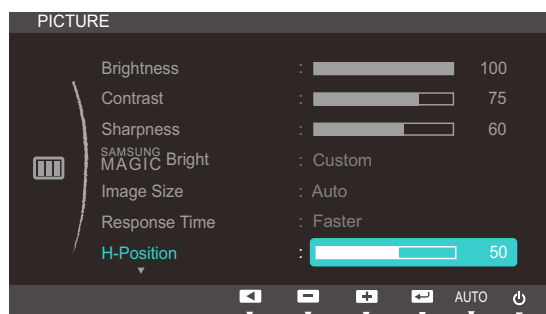 PICTURE
Brightness : 100
Contrast : 75
Sharpness : 60
SAMSUNG MAGIC Bright : Custom
Image Size : Auto
Response Time : Faster
H-Position : 50
AUTO